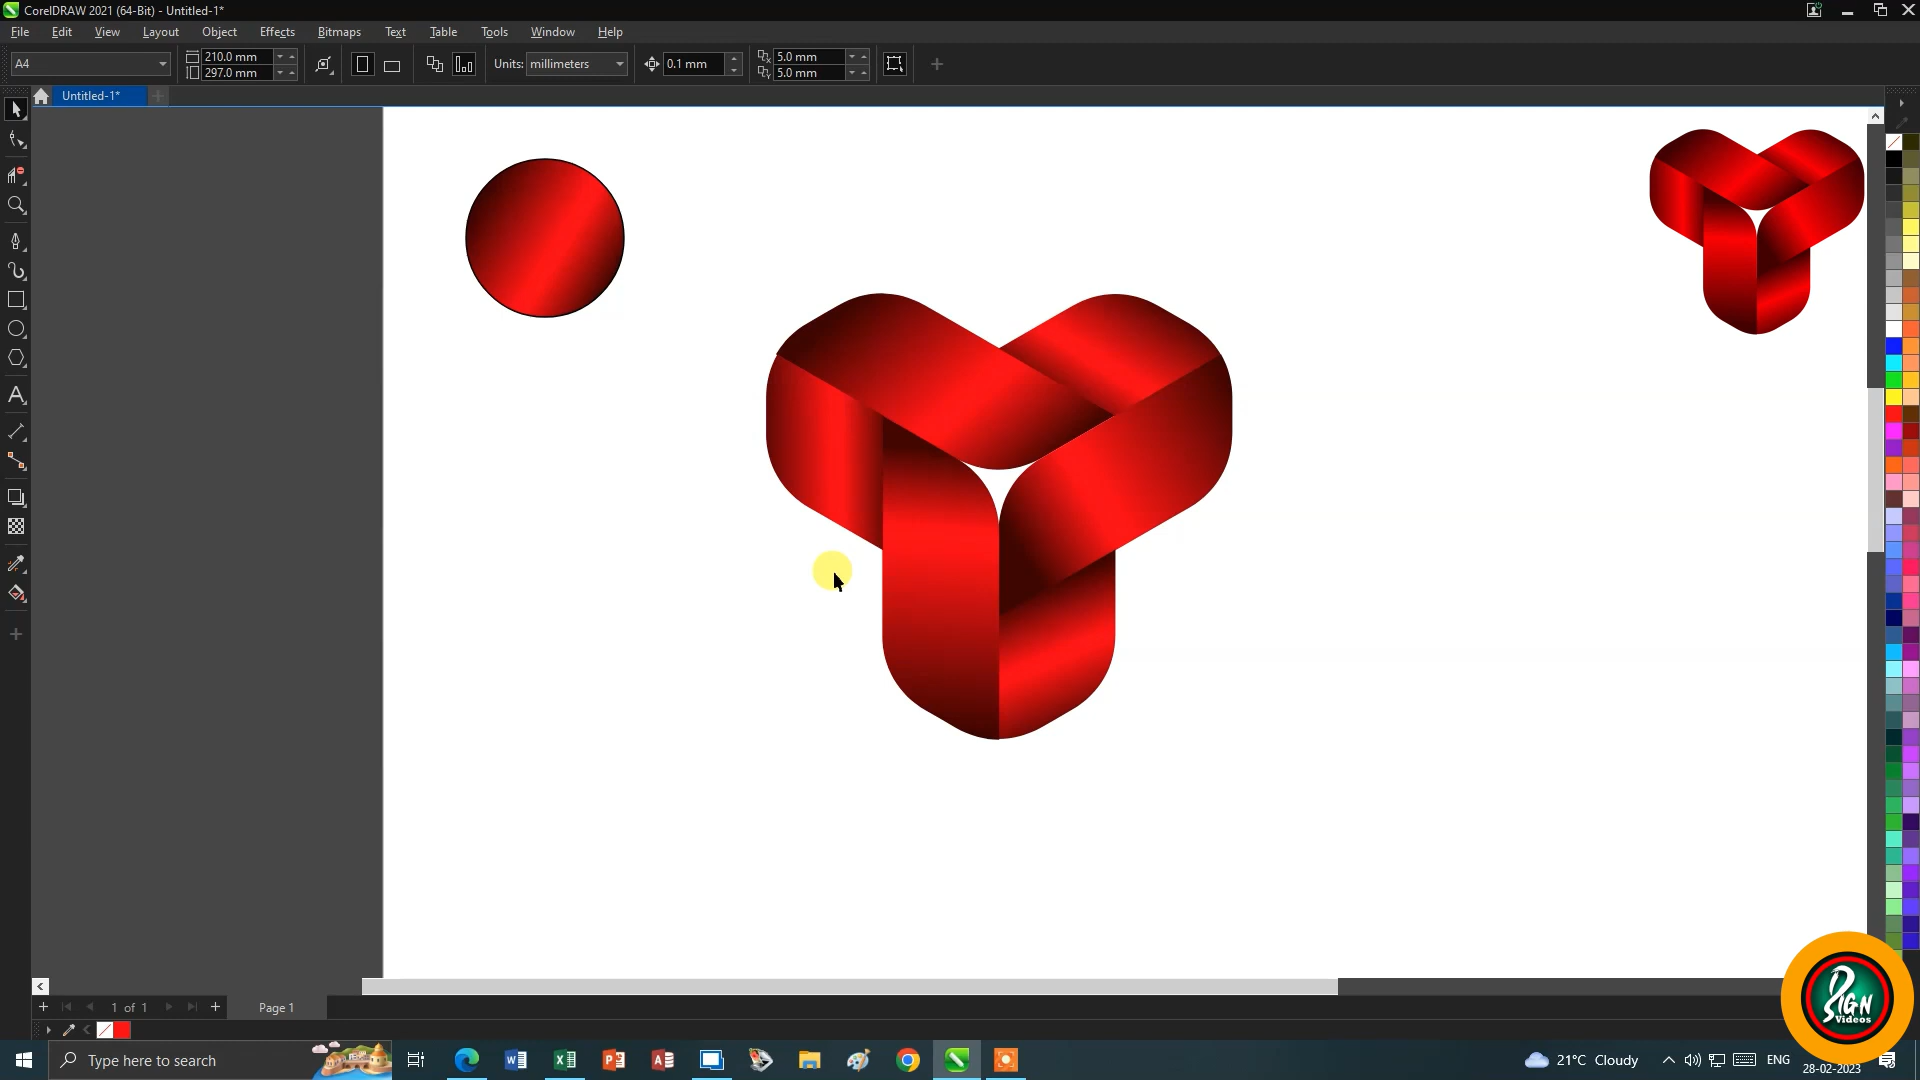 CorelDRAW 2021 (64-Bit) - Untitled-1*
File Edit View Layout Object Effects Bitmaps Text Table Tools Window Help
A4 210.0 mm 297.0 mm Units: millimeters 0.1 mm 5.0 mm 5.0 mm
Untitled-1*
1 of 1 Page 1
Type here to search
21°C Cloudy ENG 28-02-2023
DSIGN
Videos